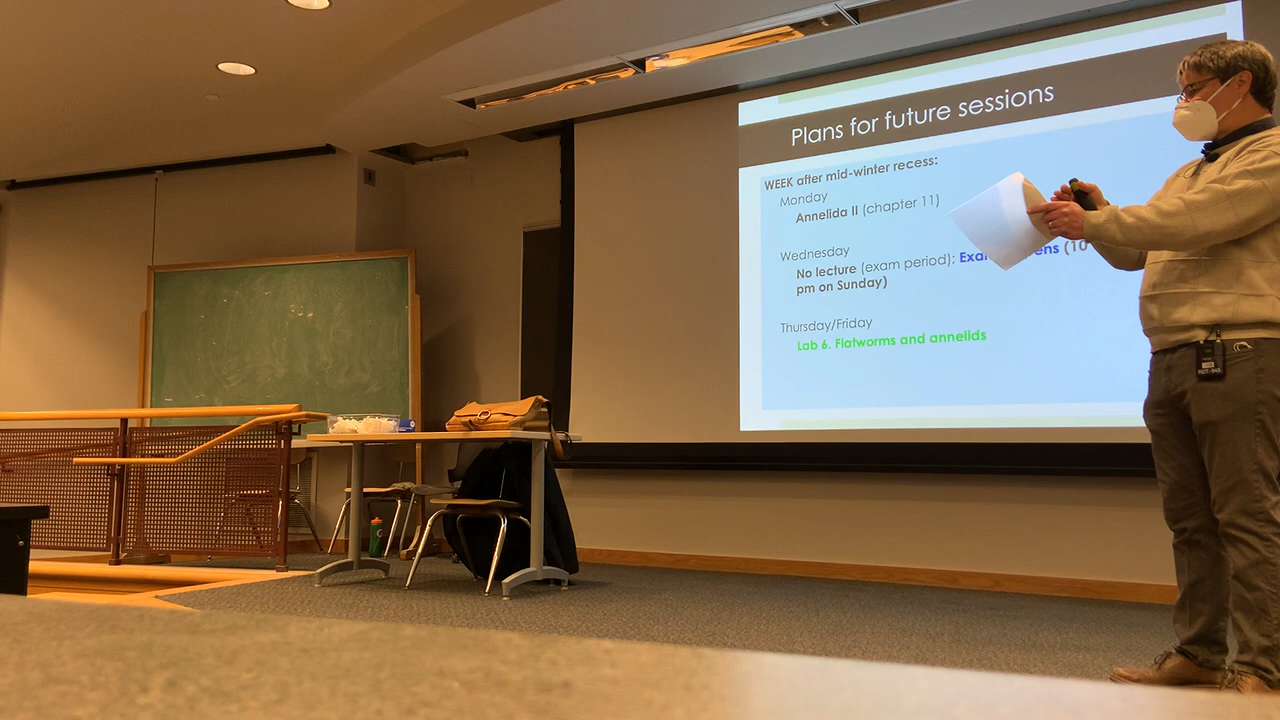 Plans for future sessions
WEEK after mid-winter recess:
Monday
Annelida II (chapter 11)
Wednesday
No lecture (exam period); (10
pm on Sunday)
Thursday/Friday
Lab 6. Flatworms and annelids